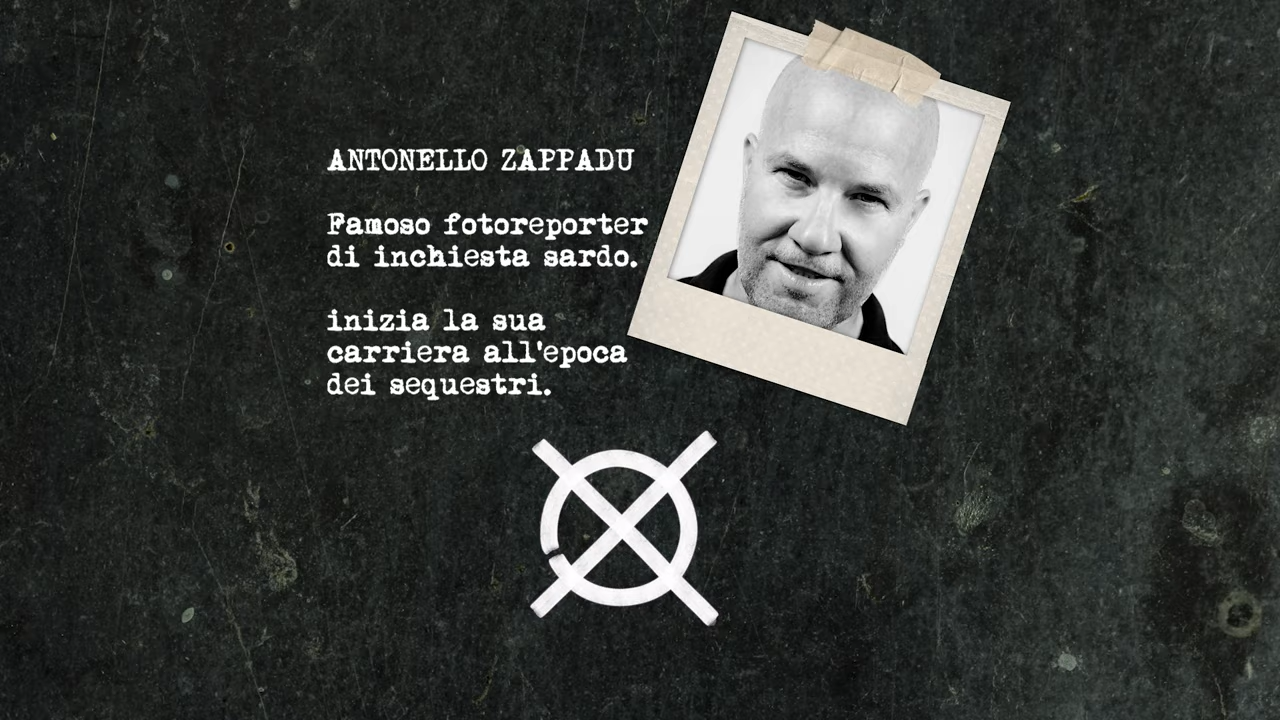 ANTONELLO ZAPPADU
Famoso fotoreporter
di inchiesta sardo.
inizia la sua
carriera all'epoca
dei sequestri.